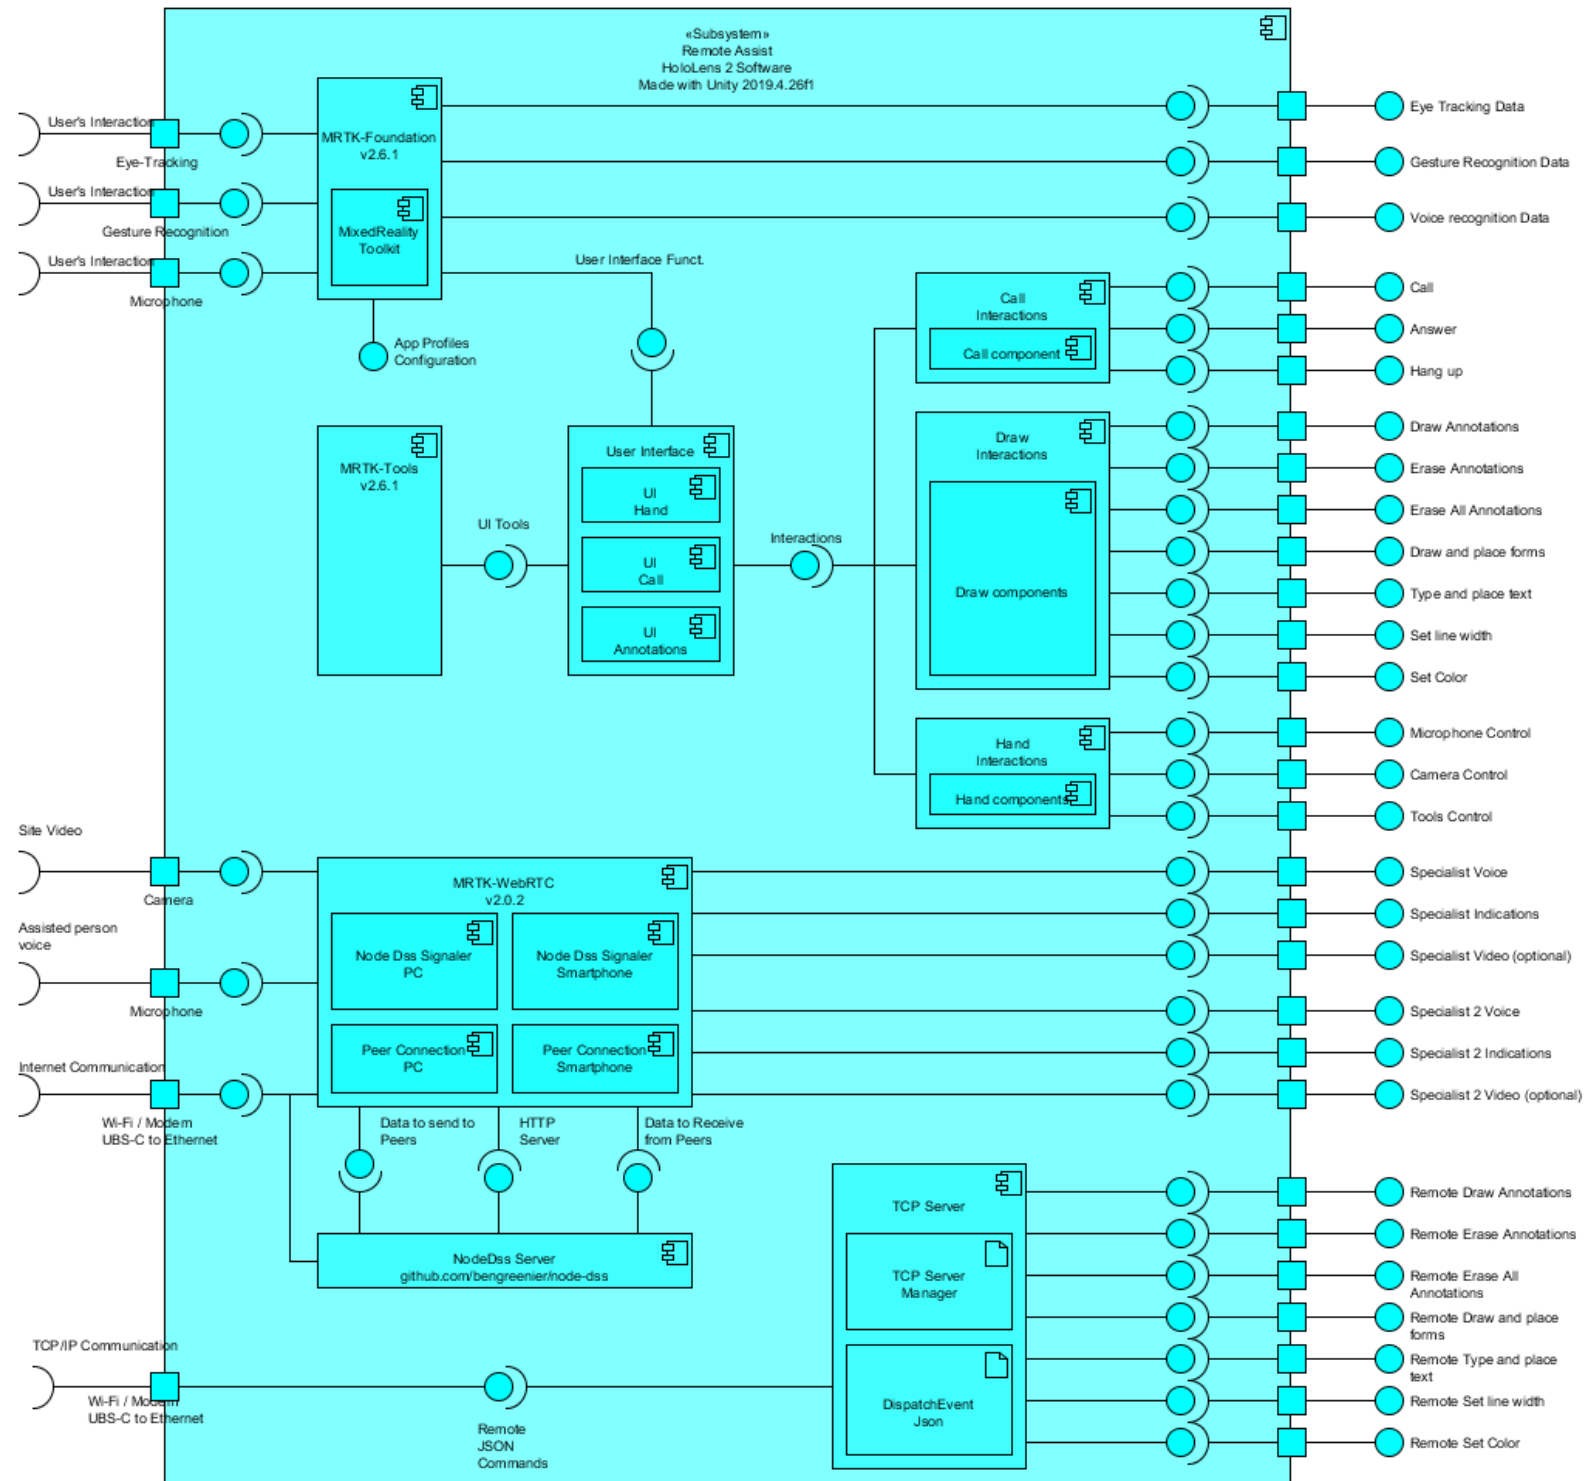 «Subsystem»
Remote Assist
HoloLens 2 Software
Made with Unity 2019.4.26f1
User's Interaction
Eye-Tracking
User's Interaction
Gesture Recognition
User's Interaction
Microphone
MRTK-Foundation
v2.6.1
MixedReality
Toolkit
App Profiles
Configuration
User Interface Funct.
Eye Tracking Data
Gesture Recognition Data
Voice recognition Data
Call
Interactions
Call component
Call
Answer
Hang up
MRTK-Tools
v2.6.1
UI Tools
User Interface
UI
Hand
UI
Call
UI
Annotations
Interactions
Draw
Interactions
Draw components
Draw Annotations
Erase Annotations
Erase All Annotations
Draw and place forms
Type and place text
Set line width
Set Color
Hand
Interactions
Hand components
Microphone Control
Camera Control
Tools Control
Site Video
Camera
Assisted person
voice
Microphone
Internet Communication
Wi-Fi / Modem
UBS-C to Ethernet
MRTK-WebRTC
v2.0.2
Node Dss Signaler
PC
Node Dss Signaler
Smartphone
Peer Connection
PC
Peer Connection
Smartphone
Specialist Voice
Specialist Indications
Specialist Video (optional)
Specialist 2 Voice
Specialist 2 Indications
Specialist 2 Video (optional)
Data to send to
Peers
HTTP
Server
Data to Receive
from Peers
NodeDss Server
github.com/bengreenier/node-dss
TCP/IP Communication
Wi-Fi / Modem
UBS-C to Ethernet
Remote
JSON
Commands
TCP Server
TCP Server
Manager
DispatchEvent
Json
Remote Draw Annotations
Remote Erase Annotations
Remote Erase All
Annotations
Remote Draw and place
forms
Remote Type and place
text
Remote Set line width
Remote Set Color